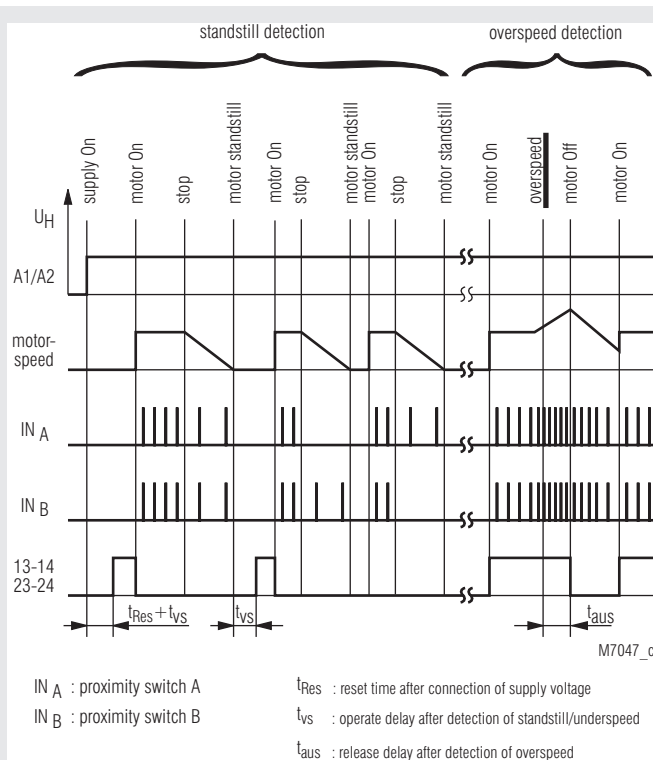 standstill detection
overspeed detection
supply On
motor On
stop
motor standstill
motor On
stop
motor standstill
motor On
stop
motor standstill
motor On
overspeed
motor Off
motor On
UH
A1/A2
motor-
speed
IN A
IN B
13-14
23-24
tRes+tvs
tvs
taus
M7047_c
IN A : proximity switch A
IN B : proximity switch B
tRes : reset time after connection of supply voltage
tvs : operate delay after detection of standstill/underspeed
taus : release delay after detection of overspeed